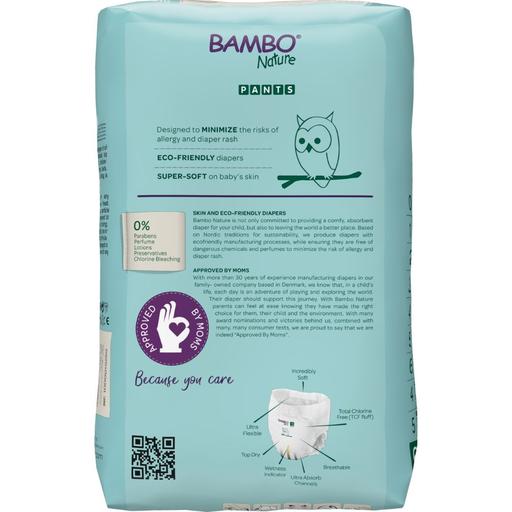 BAMBO®
Nature
PANTS
Designed to MINIMIZE the risks of
allergy and diaper rash
ECO-FRIENDLY diapers
SUPER-SOFT on baby's skin
0%
Parabens
Perfume
Lotions
Preservatives
Chlorine Bleaching
SKIN AND ECO-FRIENDLY DIAPERS
Bambo Nature is not only committed to providing a comfy, absorbent
diaper for your child, but also to leaving the world a better place. Based
on Nordic traditions for sustainability, we produce diapers with
ecofriendly manufacturing processes, while ensuring they are free of
dangerous chemicals and perfumes to minimize the risk of allergy and
diaper rash.
APPROVED BY MOMS
With more than 30 years of experience manufacturing diapers in our
family- owned company based in Denmark, we know that, in a child's
life, each day is an adventure of playing and exploring the world.
Their diaper should support this journey. With Bambo Nature
parents can feel at ease knowing they have made the right
choice for them, their child and the environment. With many
award nominations and victories behind us, combined with
many, many consumer tests, we are proud to say that we are
indeed "Approved By Moms".
APPROVED BY MOMS
Because you care
Incredibly
Soft
Ultra
Flexible
Total Chlorine
Free (TCF fluff)
Top Dry
Wetness
Indicator
Ultra Absorb
Channels
Breathable